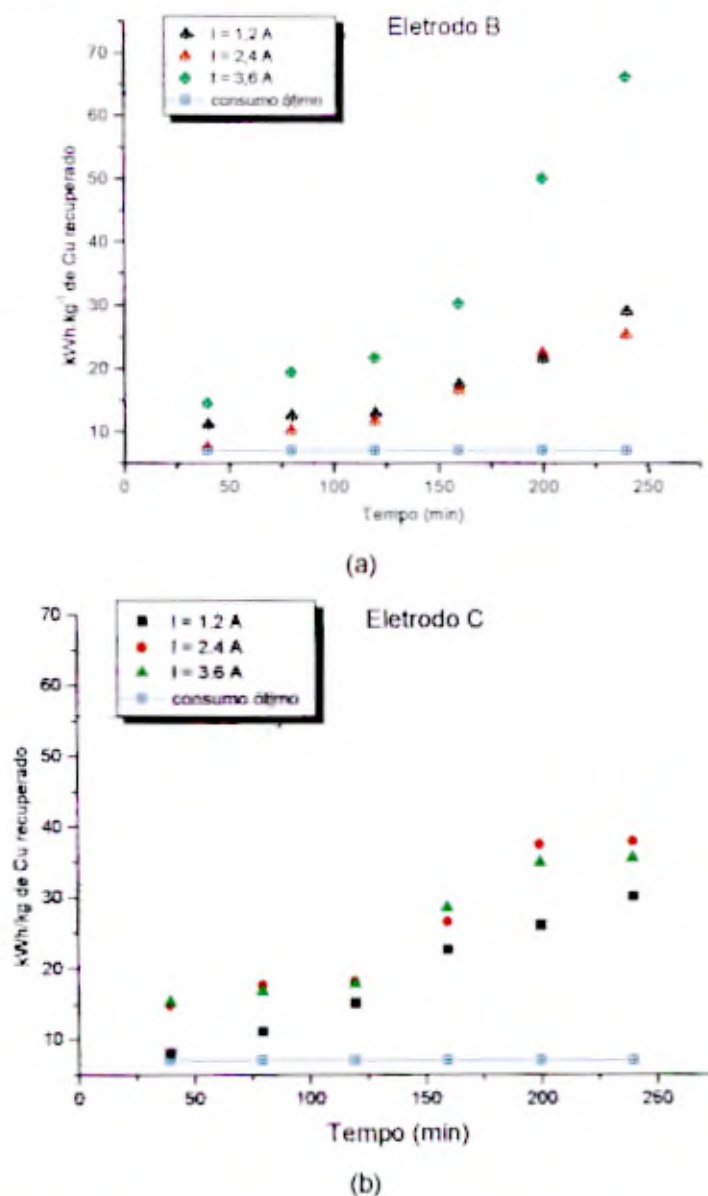 I = 1,2 A
I = 2,4 A
I = 3,6 A
consumo ótimo
Eletrodo B
kWh.kg⁻¹ de Cu recuperado
70
60
50
40
30
20
10
0
50
100
150
200
250
Tempo (min)
(a)
I = 1.2 A
I = 2.4 A
I = 3.6 A
consumo ótimo
Eletrodo C
kWh/kg de Cu recuperado
70
60
50
40
30
20
10
0
50
100
150
200
250
Tempo (min)
(b)